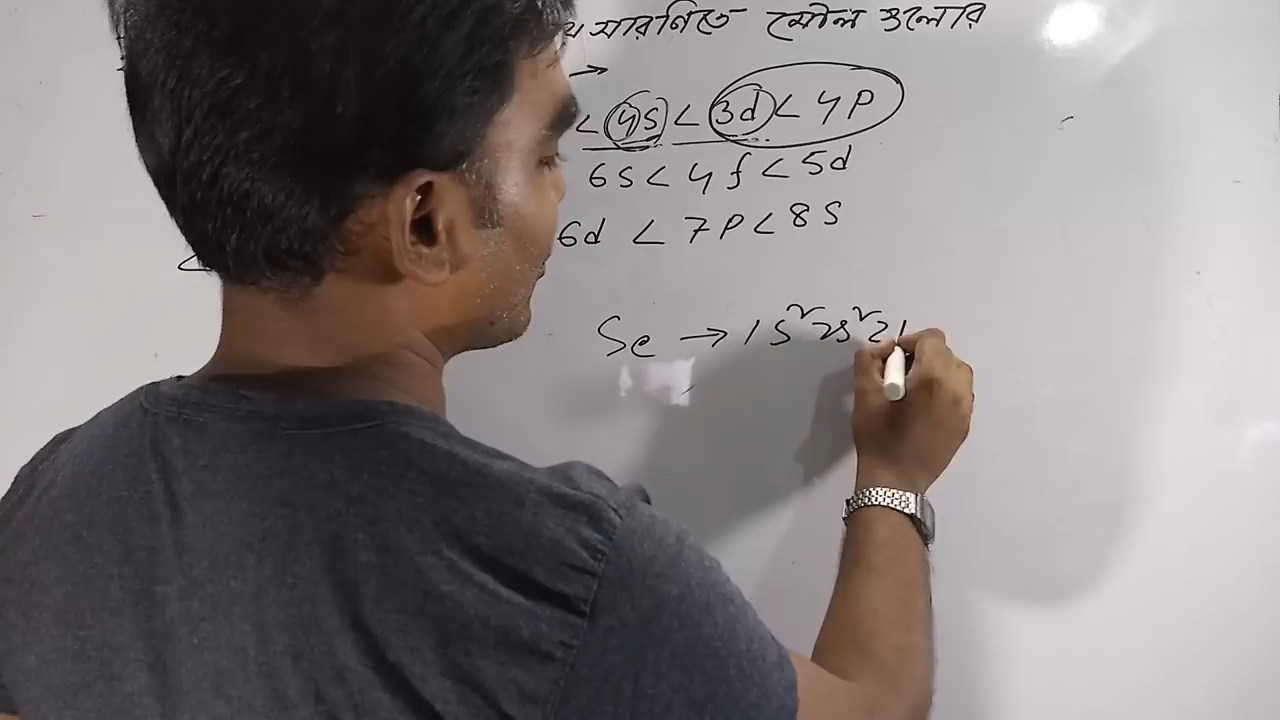 সারণিতে মৌল গুলোর
→
< 4s < 3d < 4p
6s < 4f < 5d
6d < 7p < 8s
Se → 1s² 2s² 2